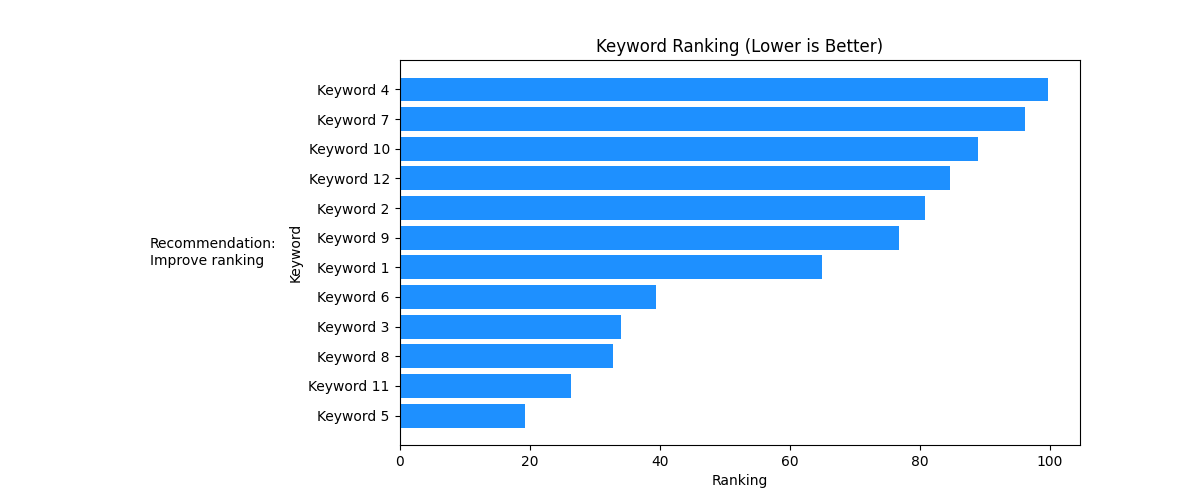 Keyword Ranking (Lower is Better)
Keyword 4
Keyword 7
Keyword 10
Keyword 12
Keyword 2
Keyword 9
Keyword 1
Keyword 6
Keyword 3
Keyword 8
Keyword 11
Keyword 5
Keyword
Recommendation:
Improve ranking
0 20 40 60 80 100
Ranking